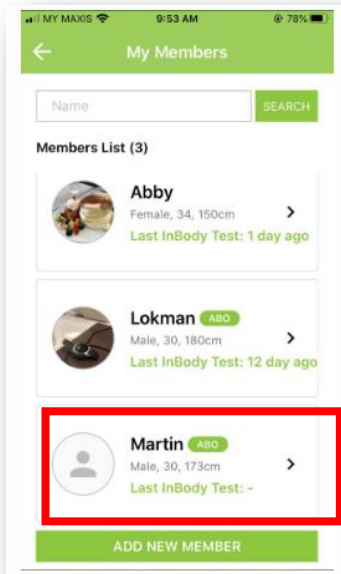 MY MAXIS 9:53 AM 78%
My Members
Name SEARCH
Members List (3)
Abby
Female, 34, 150cm
Last InBody Test: 1 day ago
Lokman ABO
Male, 30, 180cm
Last InBody Test: 12 day ago
Martin ABO
Male, 30, 173cm
Last InBody Test: -
ADD NEW MEMBER